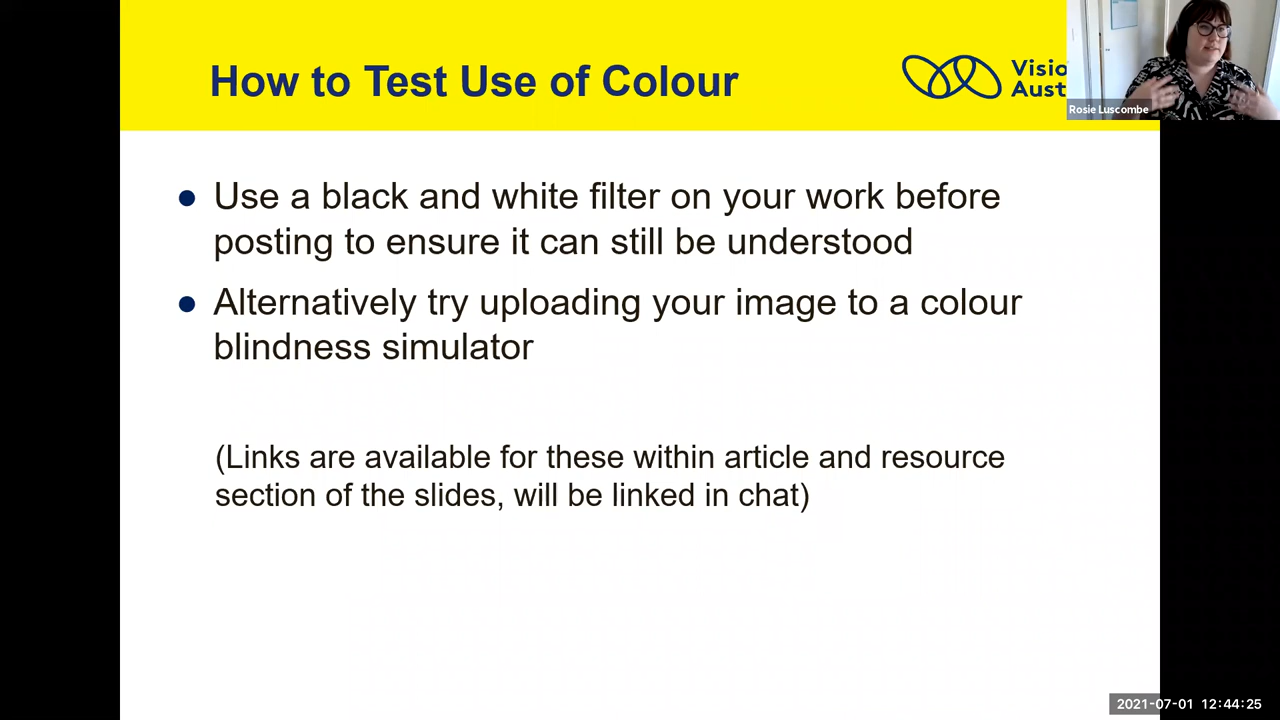 How to Test Use of Colour
Visio
Aust
Rosie Luscombe
● Use a black and white filter on your work before
posting to ensure it can still be understood
● Alternatively try uploading your image to a colour
blindness simulator
(Links are available for these within article and resource
section of the slides, will be linked in chat)
2021-07-01 12:44:25